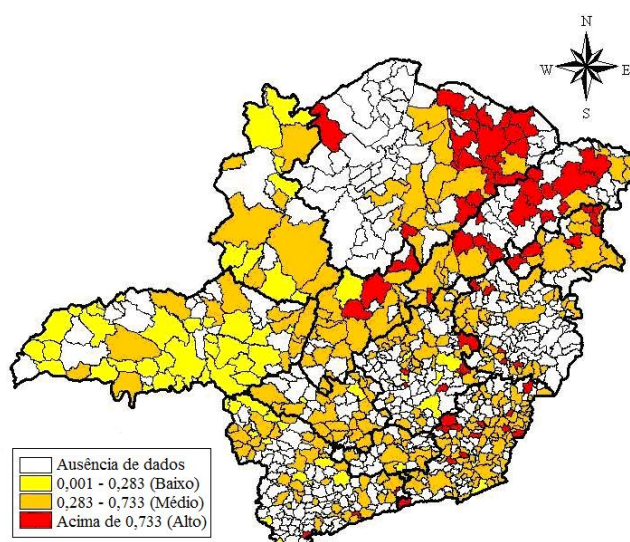 N
W E
S
Ausência de dados
0,001 - 0,283 (Baixo)
0,283 - 0,733 (Médio)
Acima de 0,733 (Alto)